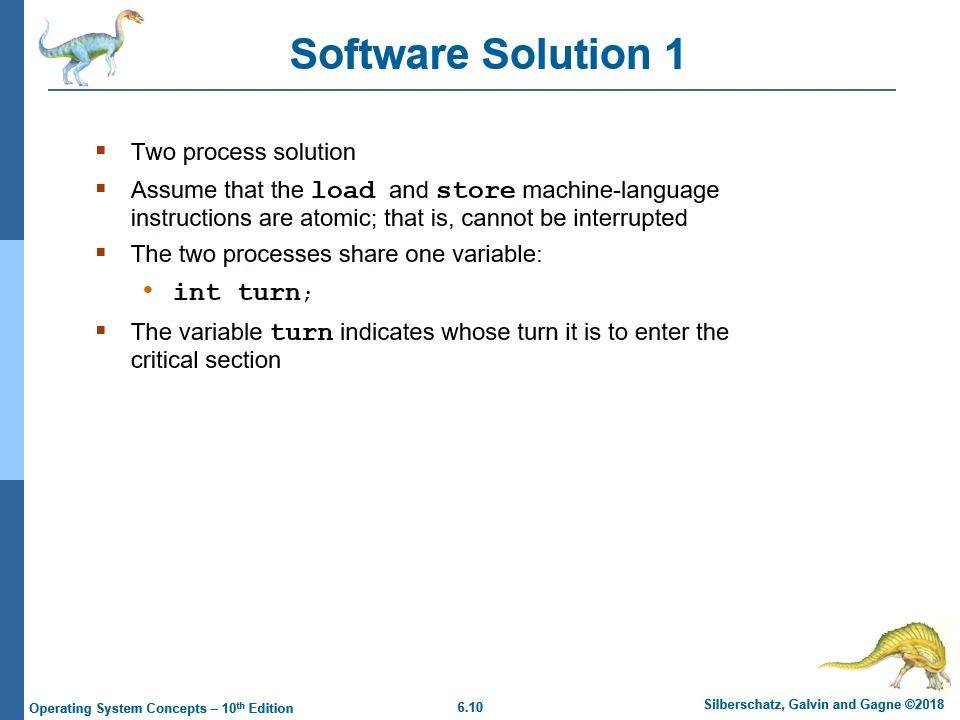 Software Solution 1
▪ Two process solution
▪ Assume that the load and store machine-language
instructions are atomic; that is, cannot be interrupted
▪ The two processes share one variable:
• int turn;
▪ The variable turn indicates whose turn it is to enter the
critical section
Operating System Concepts – 10th Edition
6.10
Silberschatz, Galvin and Gagne ©2018